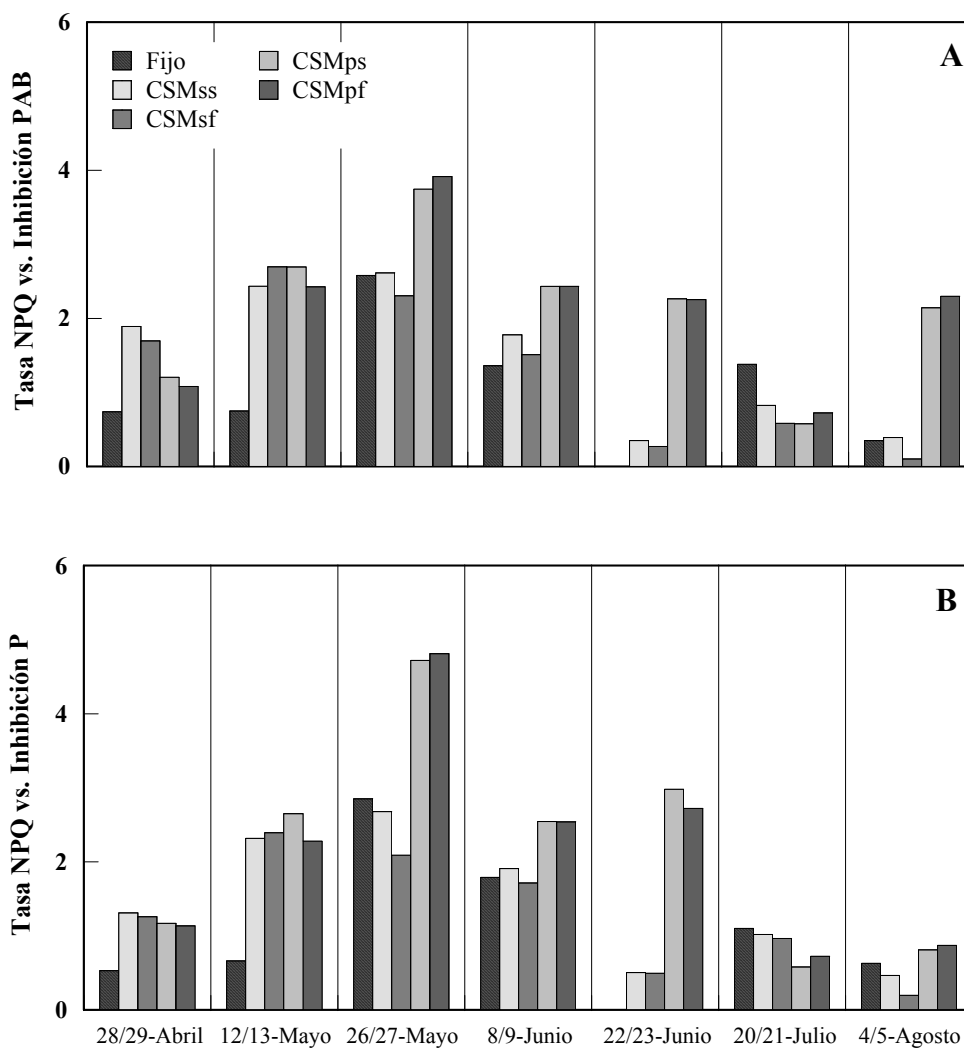 Tasa NPQ vs. Inhibición PAB
6
4
2
0
A
Fijo
CSMss
CSMsf
CSMps
CSMpf
Tasa NPQ vs. Inhibición P
6
4
2
0
B
28/29-Abril
12/13-Mayo
26/27-Mayo
8/9-Junio
22/23-Junio
20/21-Julio
4/5-Agosto